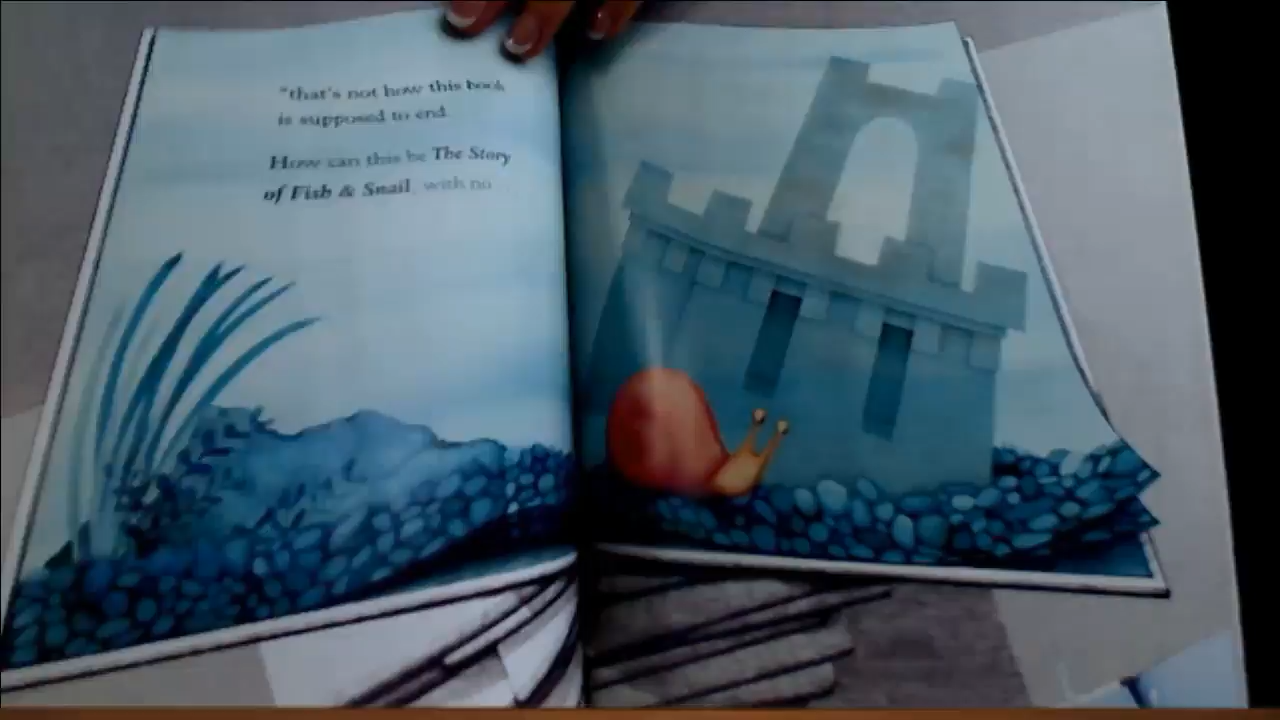 "that's not how this book
is supposed to end.
How can this be The Story
of Fish & Snail, with no